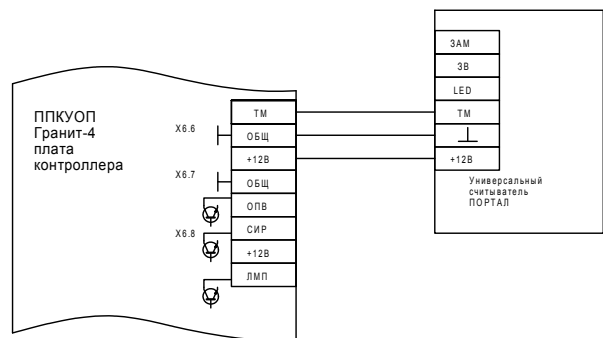 ППКУОП
Гранит-4
плата
контроллера
X6.6
X6.7
X6.8
ТМ
ОБЩ
+12В
ОБЩ
ОПВ
СИР
+12В
ЛМП
ЗАМ
ЗВ
LED
ТМ
+12В
Универсальный
считыватель
ПОРТАЛ